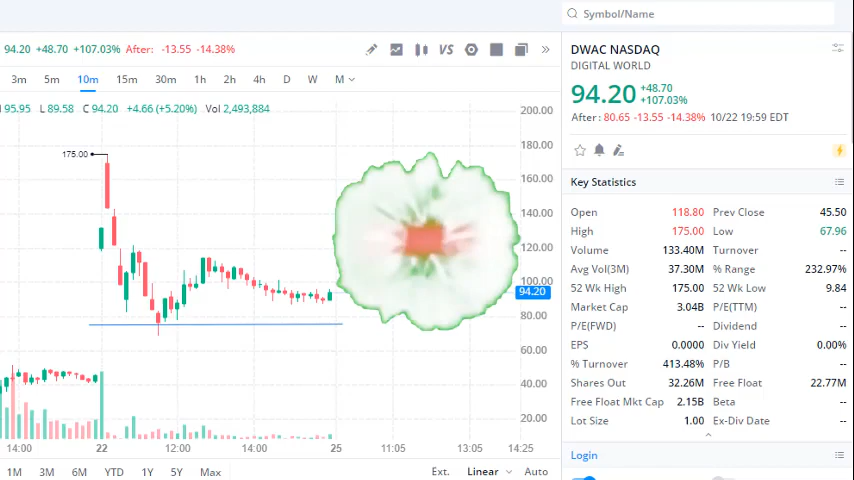 Symbol/Name
94.20 +48.70 +107.03% After: -13.55 -14.38%
VS
3m 5m 10m 15m 30m 1h 2h 4h D W M
95.95 L 89.58 C 94.20 +4.66 (+5.20%) Vol 2,493,884
175.00
200.00
180.00
160.00
140.00
120.00
100.00
94.20
80.00
60.00
40.00
20.00
14:00 22 12:00 14:00 25 11:05 13:05 14:25
1M 3M 6M YTD 1Y 5Y Max Ext. Linear Auto
DWAC NASDAQ
DIGITAL WORLD
94.20 +48.70
+107.03%
After : 80.65 -13.55 -14.38% 10/22 19:59 EDT
Key Statistics
Open 118.80 Prev Close 45.50
High 175.00 Low 67.96
Volume 133.40M Turnover --
Avg Vol(3M) 37.30M % Range 232.97%
52 Wk High 175.00 52 Wk Low 9.84
Market Cap 3.04B P/E(TTM) --
P/E(FWD) -- Dividend --
EPS 0.0000 Div Yield 0.00%
% Turnover 413.48% P/B --
Shares Out 32.26M Free Float 22.77M
Free Float Mkt Cap 2.15B Beta --
Lot Size 1.00 Ex-Div Date --
Login